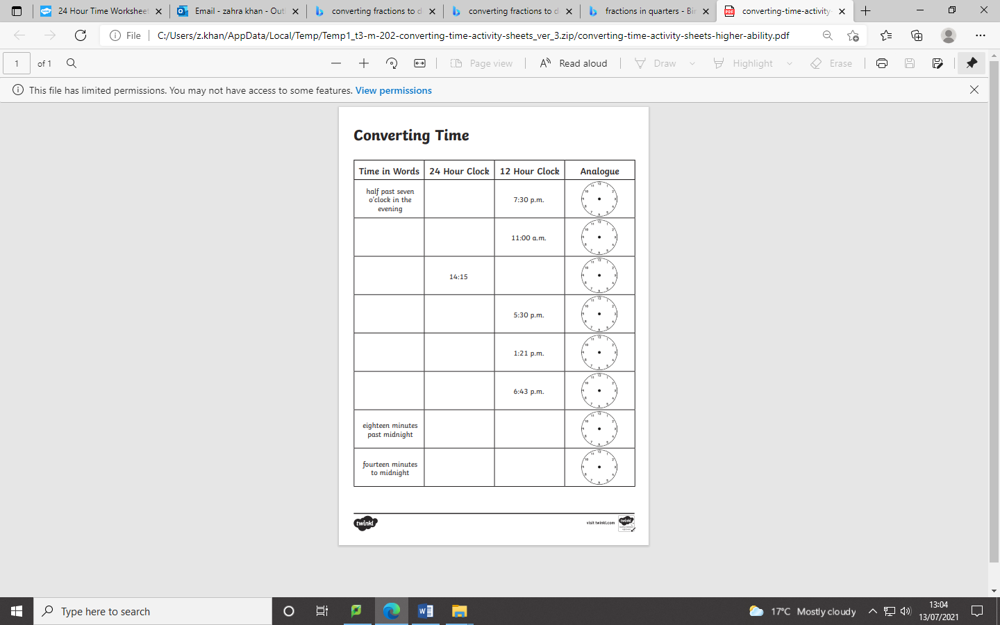 24 Hour Time Worksheet
Email - zahra khan - Out
converting fractions to d
converting fractions to d
fractions in quarters - Bi
converting-time-activity-
File
C:/Users/z.khan/AppData/Local/Temp/Temp1_t3-m-202-converting-time-activity-sheets_ver_3.zip/converting-time-activity-sheets-higher-ability.pdf
1 of 1
Page view
Read aloud
Draw
Highlight
Erase
This file has limited permissions. You may not have access to some features. View permissions
Converting Time
Time in Words 24 Hour Clock 12 Hour Clock Analogue
half past seven
o'clock in the
evening
7:30 p.m.
11:00 a.m.
14:15
5:30 p.m.
1:21 p.m.
6:43 p.m.
eighteen minutes
past midnight
fourteen minutes
to midnight
twinkl
visit twinkl.com
twinkl
Type here to search
17°C Mostly cloudy
13:04
13/07/2021